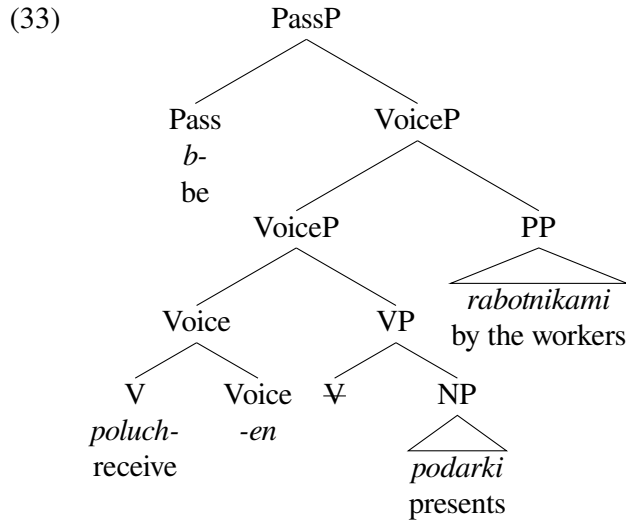 (33) PassP
Pass VoiceP
b-
be
VoiceP PP
rabotnikami
by the workers
Voice VP
V Voice V NP
poluch- -en
receive
podarki
presents